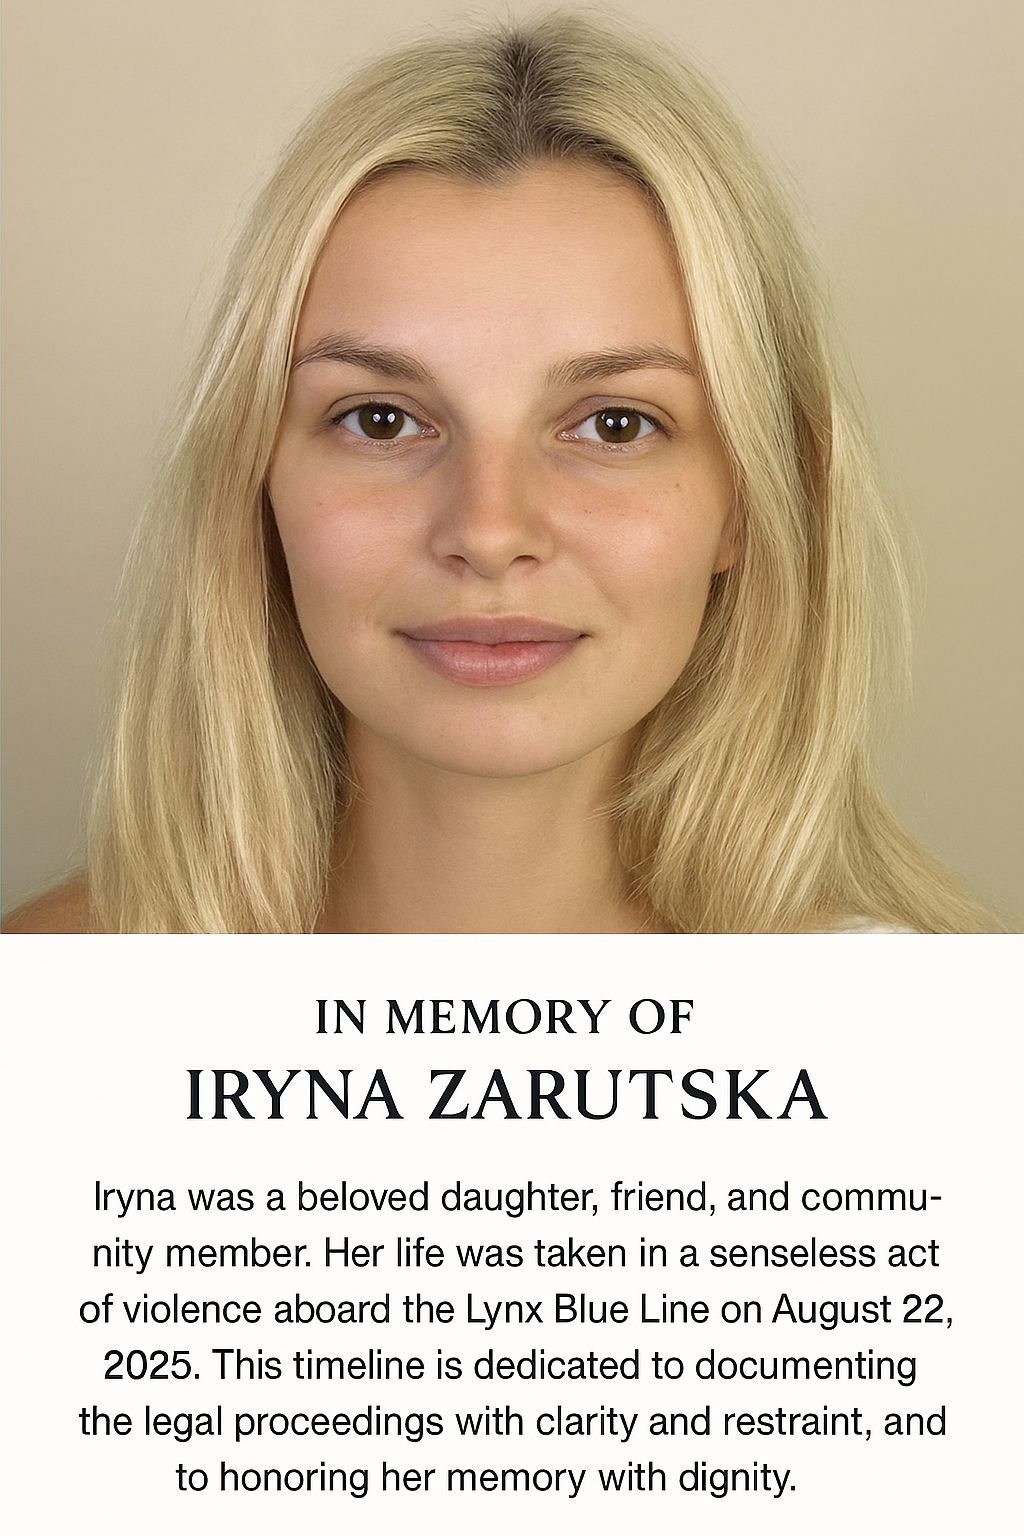 IN MEMORY OF
IRYNA ZARUTSKA
Iryna was a beloved daughter, friend, and commu-
nity member. Her life was taken in a senseless act
of violence aboard the Lynx Blue Line on August 22,
2025. This timeline is dedicated to documenting
the legal proceedings with clarity and restraint, and
to honoring her memory with dignity.